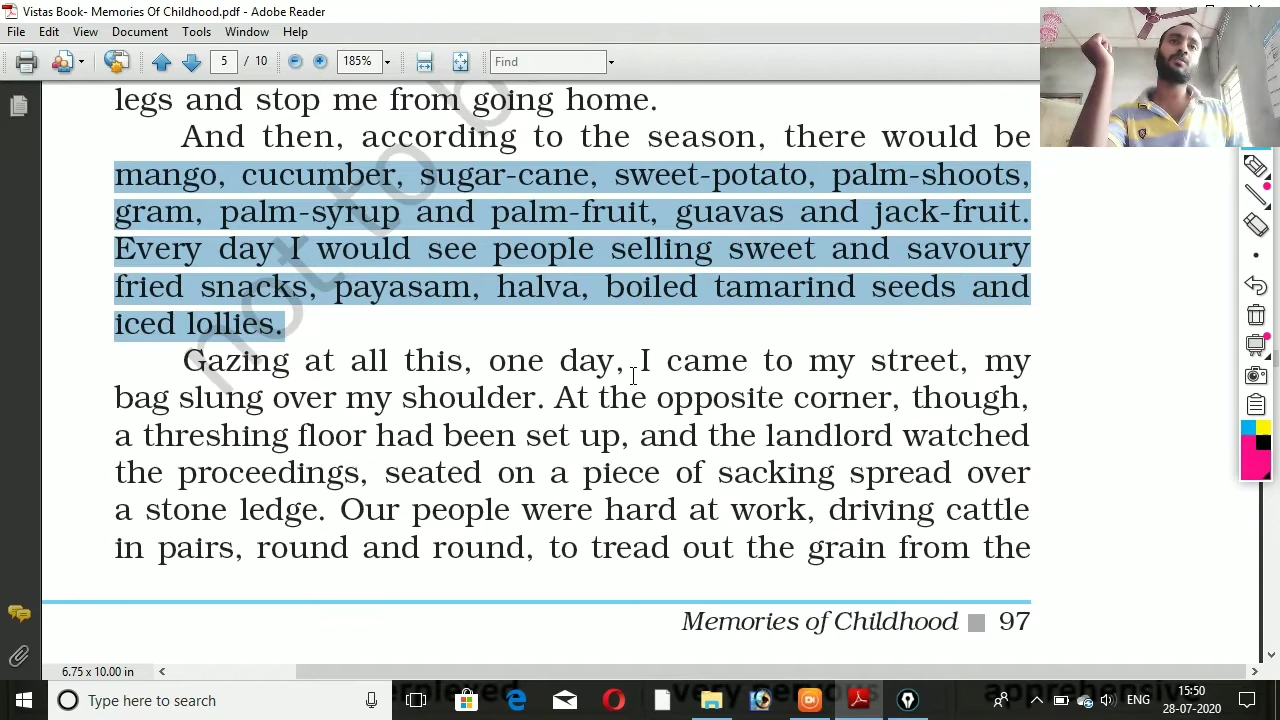 Vistas Book- Memories Of Childhood.pdf - Adobe Reader
File Edit View Document Tools Window Help
5 / 10 185% Find
legs and stop me from going home.
And then, according to the season, there would be
mango, cucumber, sugar-cane, sweet-potato, palm-shoots,
gram, palm-syrup and palm-fruit, guavas and jack-fruit.
Every day I would see people selling sweet and savoury
fried snacks, payasam, halva, boiled tamarind seeds and
iced lollies.
Gazing at all this, one day, I came to my street, my
bag slung over my shoulder. At the opposite corner, though,
a threshing floor had been set up, and the landlord watched
the proceedings, seated on a piece of sacking spread over
a stone ledge. Our people were hard at work, driving cattle
in pairs, round and round, to tread out the grain from the
not to b
Memories of Childhood 97
6.75 x 10.00 in
Type here to search
ENG
15:50
28-07-2020